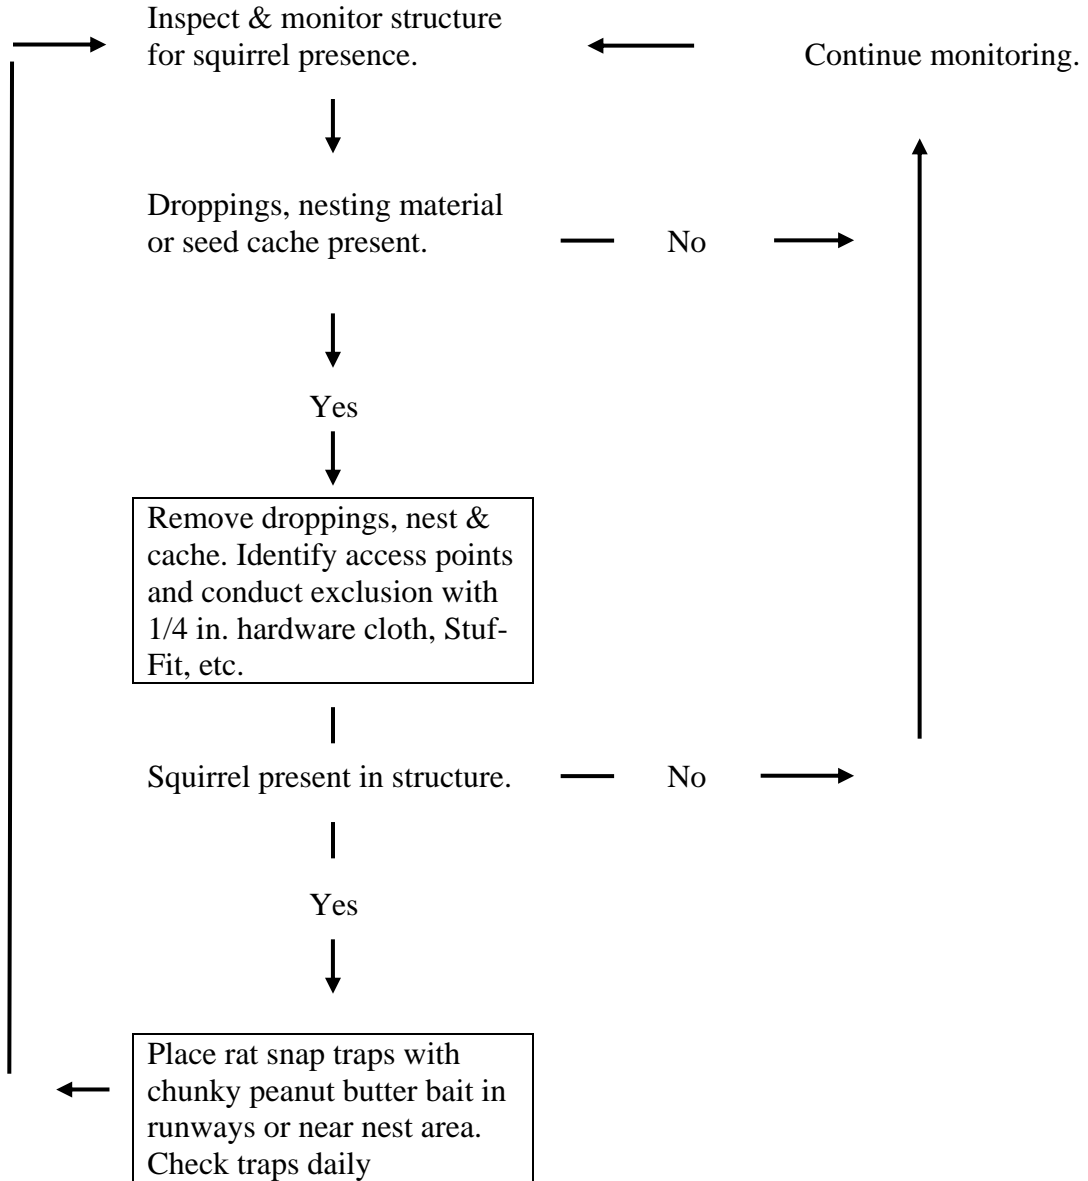 Inspect & monitor structure
for squirrel presence.
Continue monitoring.
Droppings, nesting material
or seed cache present.
No
Yes
Remove droppings, nest &
cache. Identify access points
and conduct exclusion with
1/4 in. hardware cloth, Stuf-
Fit, etc.
Squirrel present in structure.
No
Yes
Place rat snap traps with
chunky peanut butter bait in
runways or near nest area.
Check traps daily